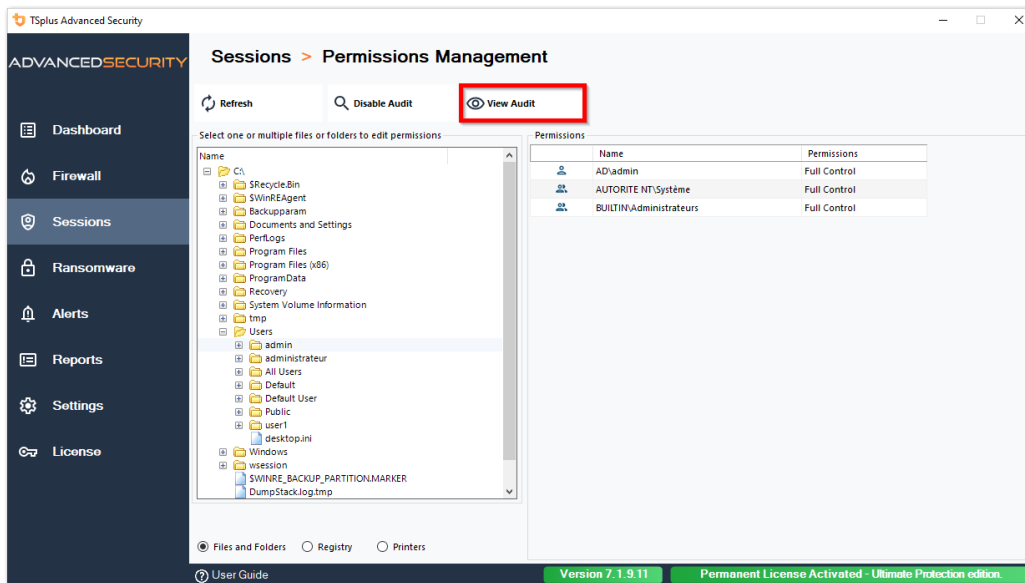 TSplus Advanced Security
ADVANCEDSECURITY
Dashboard
Firewall
Sessions
Ransomware
Alerts
Reports
Settings
License
Sessions > Permissions Management
Refresh
Disable Audit
View Audit
Select one or multiple files or folders to edit permissions
Name
C:\
$Recycle.Bin
$WinREAgent
Backupparam
Documents and Settings
PerfLogs
Program Files
Program Files (x86)
ProgramData
Recovery
System Volume Information
tmp
Users
admin
administrateur
All Users
Default
Default User
Public
user1
desktop.ini
Windows
wsession
$WINRE_BACKUP_PARTITION.MARKER
DumpStack.log.tmp
Files and Folders Registry Printers
Permissions
Name Permissions
AD\admin Full Control
AUTORITE NT\Système Full Control
BUILTIN\Administrateurs Full Control
User Guide
Version 7.1.9.11
Permanent License Activated - Ultimate Protection edition.